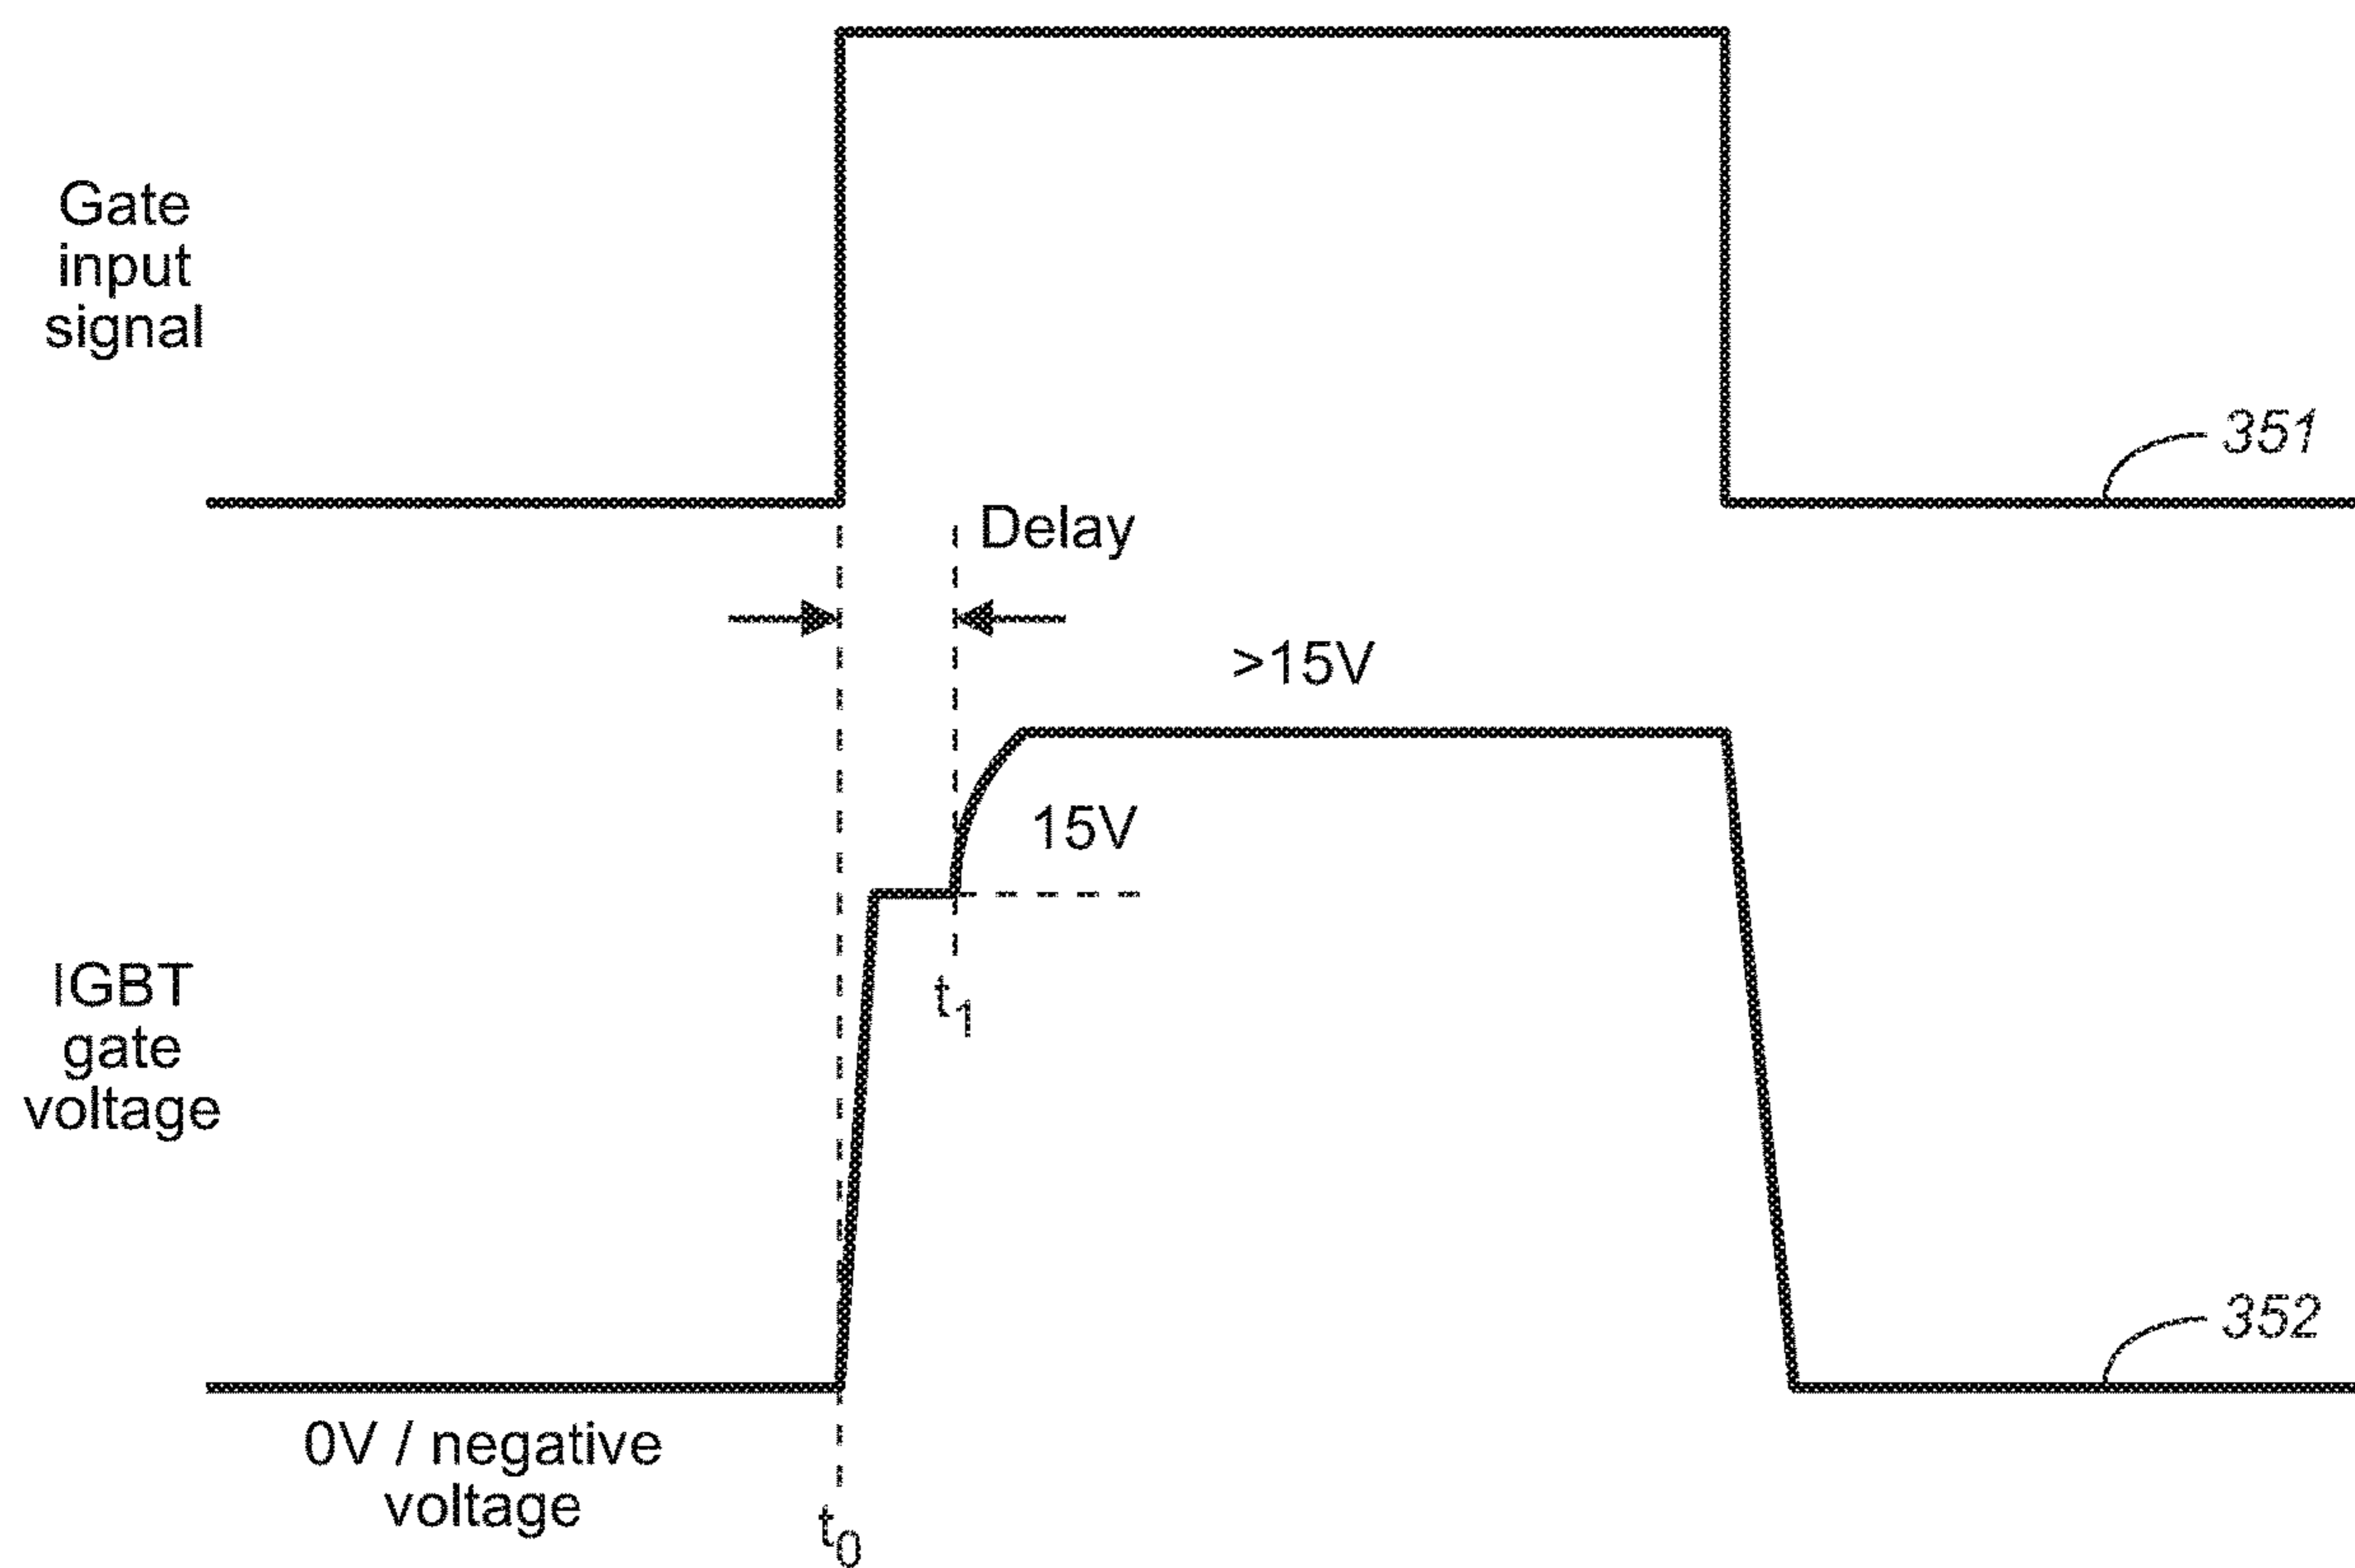 Gate
input
signal
351
Delay
>15V
15V
t₁
IGBT
gate
voltage
352
0V / negative
voltage
t₀